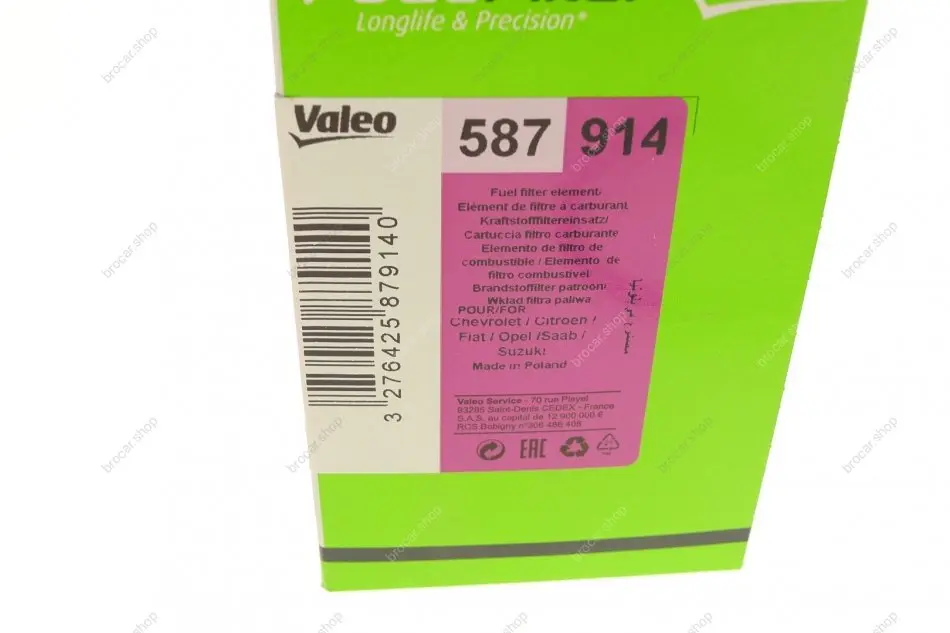 Longlife & Precision*
Valeo
587 914
Fuel filter element/
Elément de filtre à carburant
Kraftstofffiltereinsatz/
Cartuccia filtro carburante
Elemento de filtro de
combustible / Elemento de
filtro combustível
Brandstoffilter patroon/
Wkład filtra paliwa
POUR/FOR
Chevrolet / Citroën /
Fiat / Opel /Saab /
Suzuki
Made in Poland
3 276425 879140
Valeo Service - 70 rue Pleyel
93285 Saint-Denis CEDEX - France
S.A.S. au capital de 12 900 000 €
RCS Bobigny n°306 486 408
EAC
brocar.shop